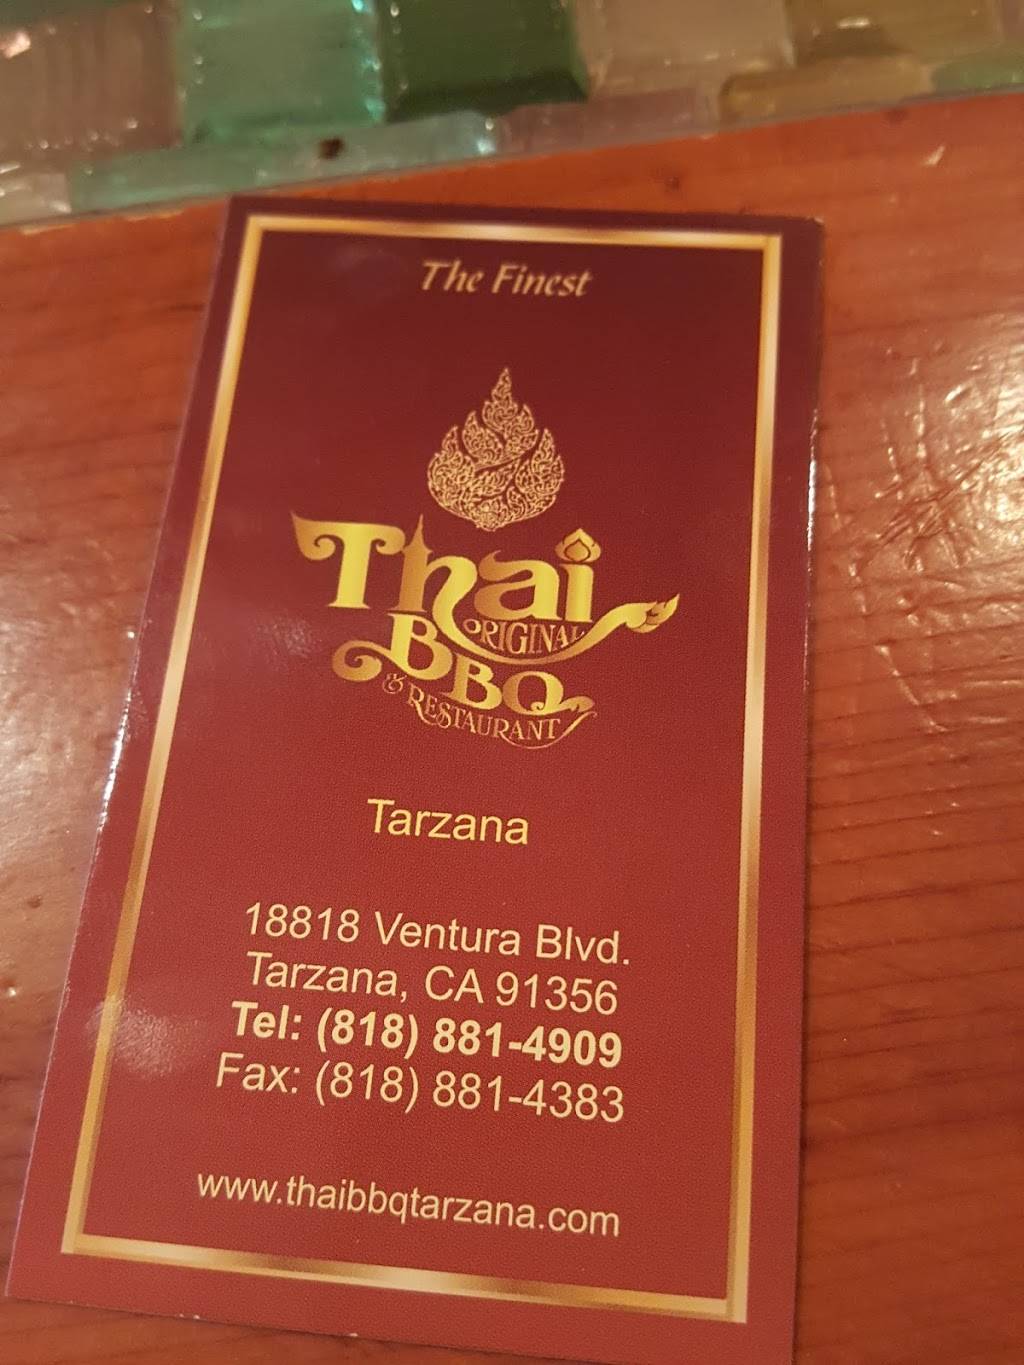 The Finest
Thai
ORIGINAL
BBQ
& RESTAURANT
Tarzana
18818 Ventura Blvd.
Tarzana, CA 91356
Tel: (818) 881-4909
Fax: (818) 881-4383
www.thaibbqtarzana.com